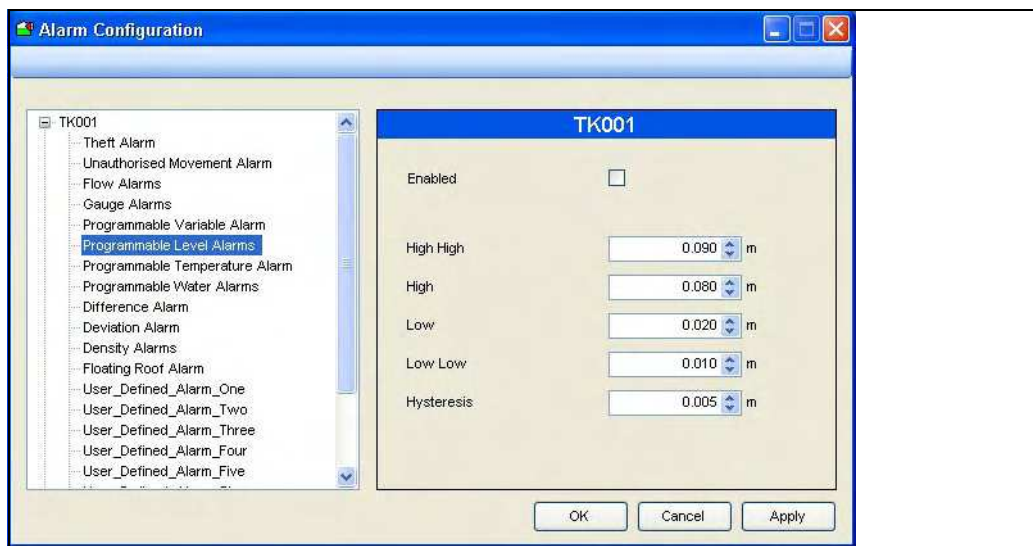 Alarm Configuration
TK001
Theft Alarm
Unauthorised Movement Alarm
Flow Alarms
Gauge Alarms
Programmable Variable Alarm
Programmable Level Alarms
Programmable Temperature Alarm
Programmable Water Alarms
Difference Alarm
Deviation Alarm
Density Alarms
Floating Roof Alarm
User_Defined_Alarm_One
User_Defined_Alarm_Two
User_Defined_Alarm_Three
User_Defined_Alarm_Four
User_Defined_Alarm_Five
TK001
Enabled
High High 0.090 m
High 0.080 m
Low 0.020 m
Low Low 0.010 m
Hysteresis 0.005 m
OK Cancel Apply